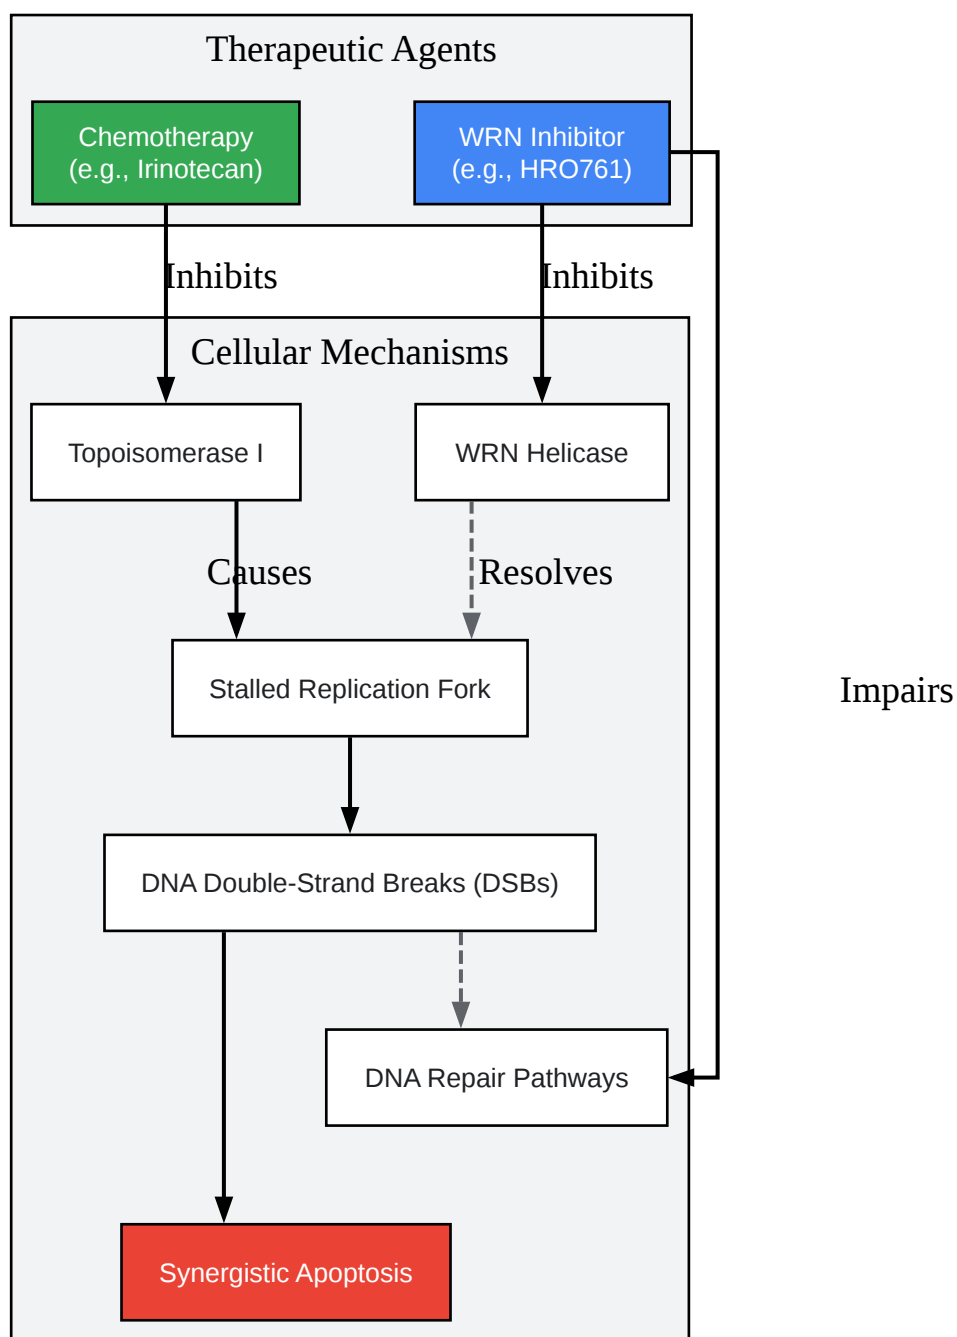 Therapeutic Agents
Chemotherapy
(e.g., Irinotecan)
WRN Inhibitor
(e.g., HRO761)
Inhibits
Inhibits
Cellular Mechanisms
Topoisomerase I
WRN Helicase
Causes
Resolves
Stalled Replication Fork
Impairs
DNA Double-Strand Breaks (DSBs)
DNA Repair Pathways
Synergistic Apoptosis